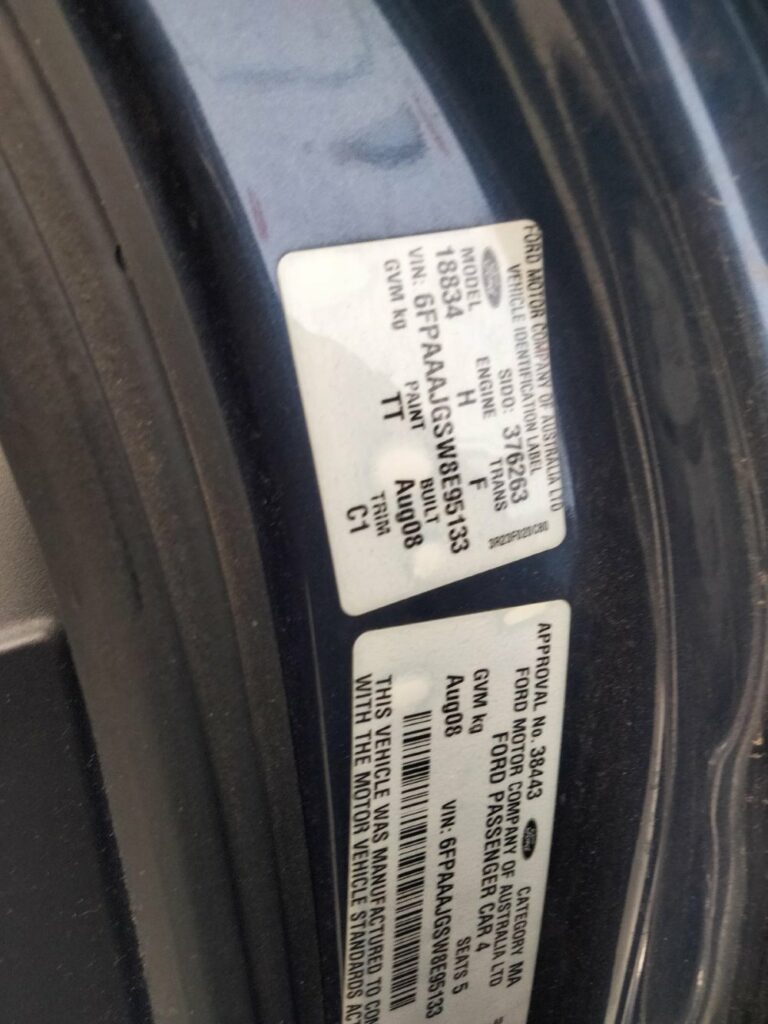 FORD MOTOR COMPANY OF AUSTRALIA LTD
Ford VEHICLE IDENTIFICATION LABEL
SIDO: 376263
MODEL ENGINE TRANS
18834 H F
VIN: 6FPAAAJGSW8E95133
GVM kg PAINT BUILT
TT Aug08
TRIM
C1
APPROVAL No. 38443 Ford CATEGORY MA
FORD MOTOR COMPANY OF AUSTRALIA LTD
FORD PASSENGER CAR 4
GVM kg SEATS 5
Aug08 VIN: 6FPAAAJGSW8E95133
THIS VEHICLE WAS MANUFACTURED TO COM
WITH THE MOTOR VEHICLE STANDARDS ACT